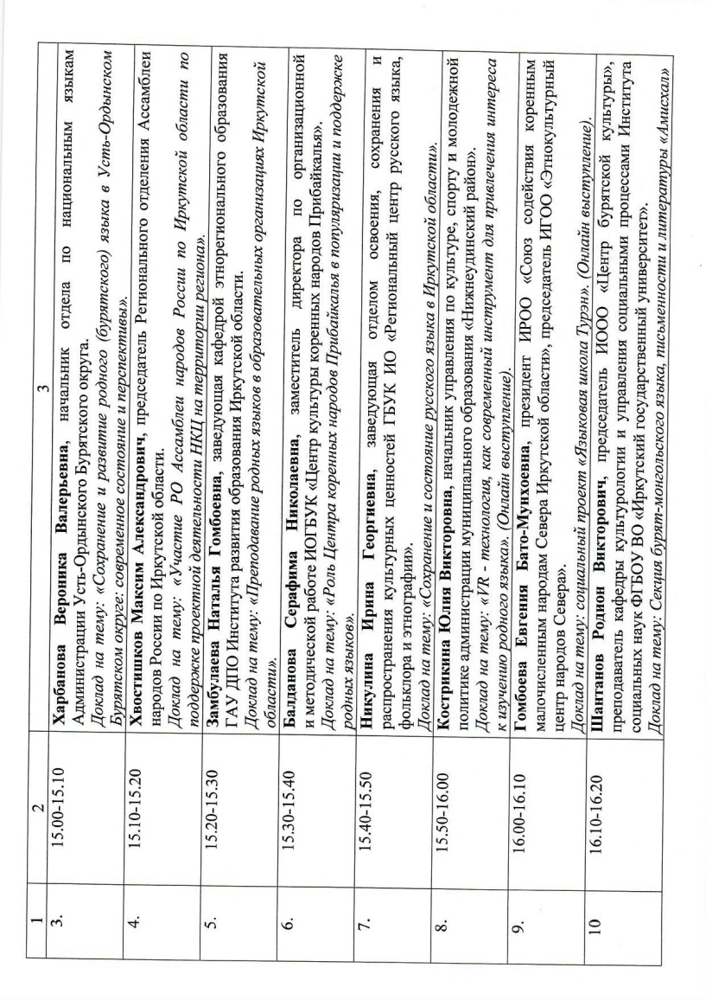 1 2 3
3. 15.00-15.10 Харбанова Вероника Валерьевна, начальник отдела по национальным языкам
Администрации Усть-Ордынского Бурятского округа.
Доклад на тему: «Сохранение и развитие родного (бурятского) языка в Усть-Ордынском
Бурятском округе: современное состояние и перспективы».
4. 15.10-15.20 Хвостишков Максим Александрович, председатель Регионального отделения Ассамблеи
народов России по Иркутской области.
Доклад на тему: «Участие РО Ассамблеи народов России по Иркутской области по
поддержке проектной деятельности НКЦ на территории региона».
5. 15.20-15.30 Замбулаева Наталья Гомбоевна, заведующая кафедрой этнорегионального образования
ГАУ ДПО Института развития образования Иркутской области.
Доклад на тему: «Преподавание родных языков в образовательных организациях Иркутской
области».
6. 15.30-15.40 Балданова Серафима Николаевна, заместитель директора по организационной
и методической работе ИОГБУК «Центр культуры коренных народов Прибайкалья».
Доклад на тему: «Роль Центра коренных народов Прибайкалья в популяризации и поддержке
родных языков».
7. 15.40-15.50 Никулина Ирина Георгиевна, заведующая отделом освоения, сохранения и
распространения культурных ценностей ГБУК ИО «Региональный центр русского языка,
фольклора и этнографии».
Доклад на тему: «Сохранение и состояние русского языка в Иркутской области».
8. 15.50-16.00 Кострикина Юлия Викторовна, начальник управления по культуре, спорту и молодежной
политике администрации муниципального образования «Нижнеудинский район».
Доклад на тему: «VR - технология, как современный инструмент для привлечения интереса
к изучению родного языка». (Онлайн выступление).
9. 16.00-16.10 Гомбоева Евгения Бато-Мунхоевна, президент ИРОО «Союз содействия коренным
малочисленным народам Севера Иркутской области», председатель ИГОО «Этнокультурный
центр народов Севера».
Доклад на тему: социальный проект «Языковая школа Турэн». (Онлайн выступление).
10 16.10-16.20 Шантанов Родион Викторович, председатель ИООО «Центр бурятской культуры»,
преподаватель кафедры культурологии и управления социальными процессами Института
социальных наук ФГБОУ ВО «Иркутский государственный университет».
Доклад на тему: Секция бурят-монгольского языка, письменности и литературы «Амисхал»